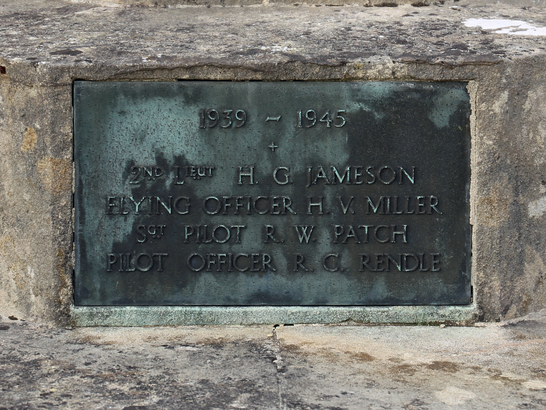 1939 ~ 1945
+
2ND LIEUT H. G. JAMESON
FLYING OFFICER H. V. MILLER
SGT PILOT R. W. PATCH
PILOT OFFICER R. C. RENDLE